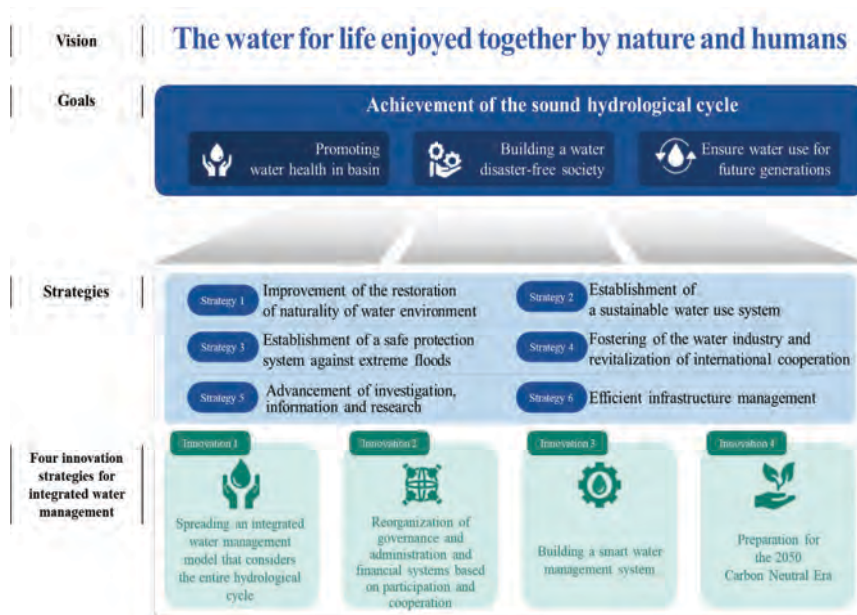 Vision
The water for life enjoyed together by nature and humans
Goals
Achievement of the sound hydrological cycle
Promoting
water health in basin
Building a water
disaster-free society
Ensure water use for
future generations
Strategies
Strategy 1
Improvement of the restoration
of naturality of water environment
Strategy 2
Establishment of
a sustainable water use system
Strategy 3
Establishment of a safe protection
system against extreme floods
Strategy 4
Fostering of the water industry and
revitalization of international cooperation
Strategy 5
Advancement of investigation,
information and research
Strategy 6
Efficient infrastructure management
Four innovation
strategies for
integrated water
management
Innovation 1
Spreading an integrated
water management
model that considers
the entire hydrological
cycle
Innovation 2
Reorganization of
governance and
administration and
financial systems based
on participation and
cooperation
Innovation 3
Building a smart water
management system
Innovation 4
Preparation for
the 2050
Carbon Neutral Era